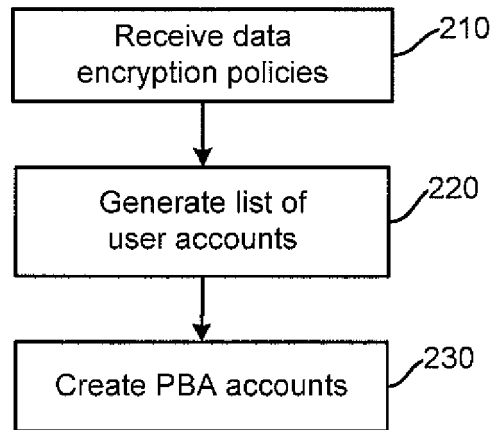 Receive data
encryption policies
210
Generate list of
user accounts
220
Create PBA accounts
230